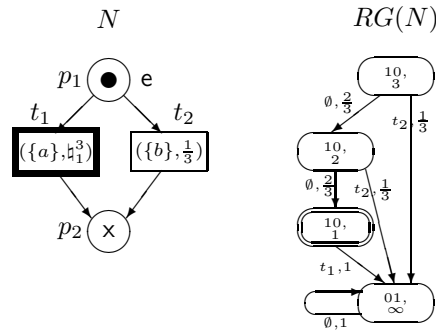 N
p₁ e
t₁ t₂
({a},♮₁³) ({b},1/3)
p₂ x
RG(N)
10,
3
∅,2/3
t₂,1/3
10,
2
∅,2/3
t₂,1/3
10,
1
t₁,1
01,
∞
∅,1